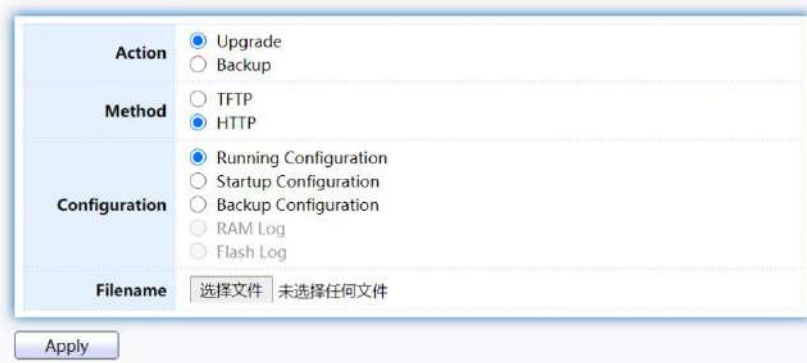 Action
Upgrade
Backup
Method
TFTP
HTTP
Configuration
Running Configuration
Startup Configuration
Backup Configuration
RAM Log
Flash Log
Filename 选择文件 未选择任何文件
Apply